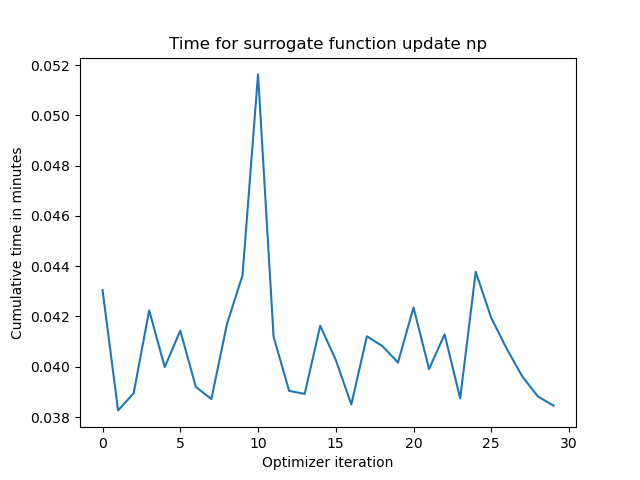 Time for surrogate function update np
0.052
0.050
0.048
0.046
0.044
0.042
0.040
0.038
Cumulative time in minutes
0 5 10 15 20 25 30
Optimizer iteration